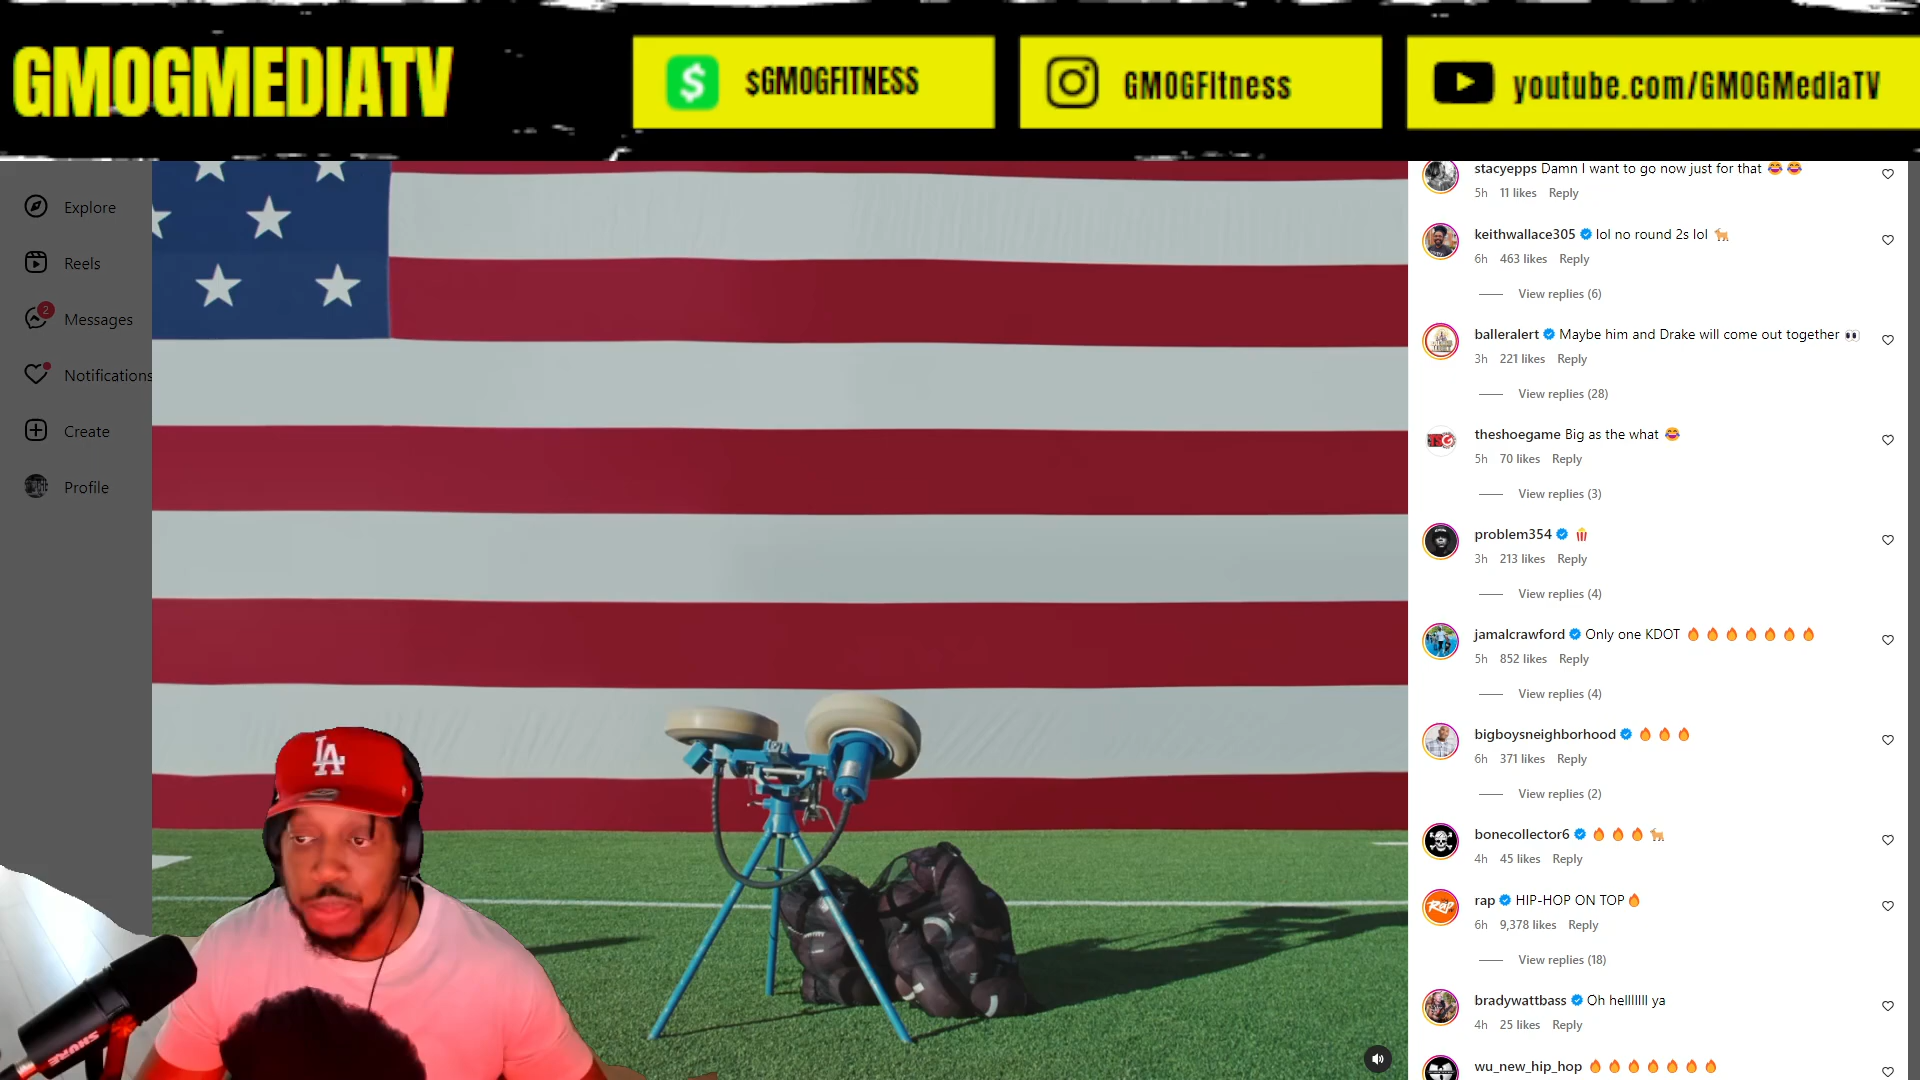 GMOGMEDIATV
$GMOGFITNESS
GMOGFItness
youtube.com/GMOGMedIaTV
Explore
Reels
2
Messages
Notifications
Create
Profile
LA
SHURE
stacyepps Damn I want to go now just for that 😂 😂
5h 11 likes Reply
keithwallace305 lol no round 2s lol 🐐
6h 463 likes Reply
View replies (6)
balleralert Maybe him and Drake will come out together 👀
3h 221 likes Reply
View replies (28)
theshoegame Big as the what 😂
5h 70 likes Reply
View replies (3)
problem354 🍿
3h 213 likes Reply
View replies (4)
jamalcrawford Only one KDOT 🔥 🔥 🔥 🔥 🔥 🔥 🔥
5h 852 likes Reply
View replies (4)
bigboysneighborhood 🔥 🔥 🔥
6h 371 likes Reply
View replies (2)
bonecollector6 🔥 🔥 🔥 🐐
4h 45 likes Reply
rap HIP-HOP ON TOP 🔥
6h 9,378 likes Reply
View replies (18)
bradywattbass Oh helllllll ya
4h 25 likes Reply
wu_new_hip_hop 🔥 🔥 🔥 🔥 🔥 🔥 🔥